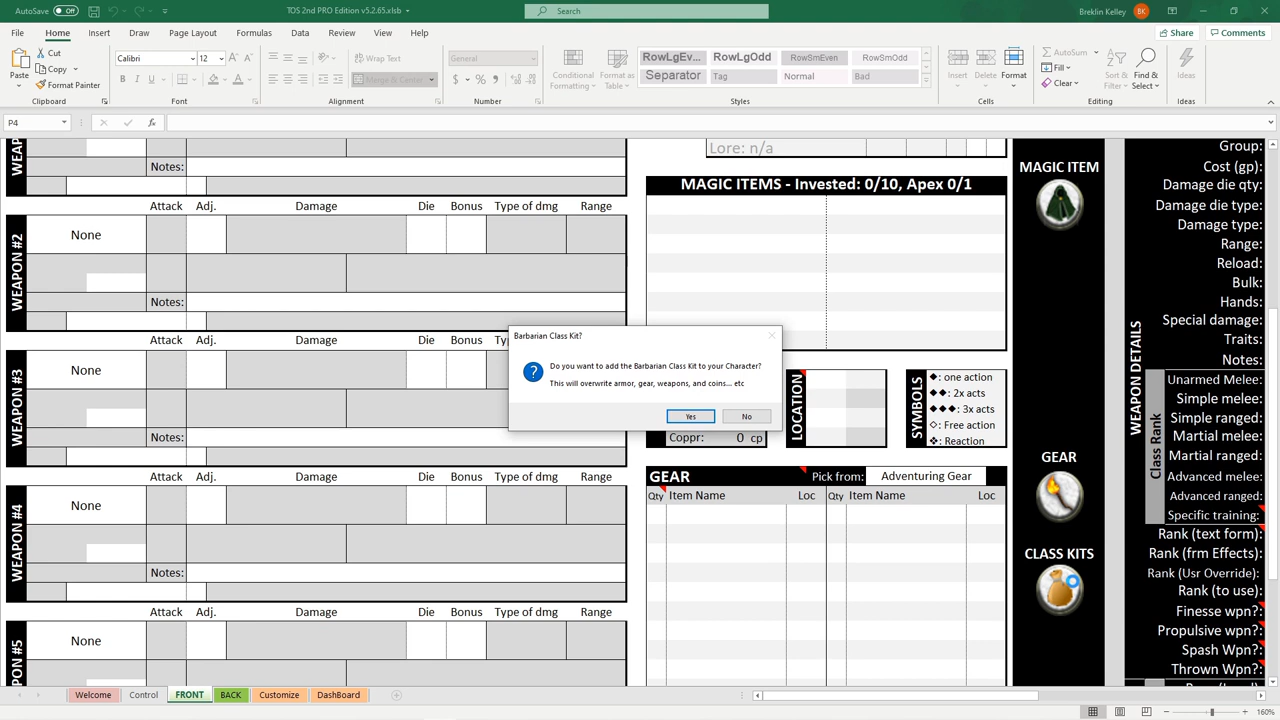 AutoSave Off
TOS 2nd PRO Edition v5.2.65.xlsb
Search
Breklin Kelley
BK
File Home Insert Draw Page Layout Formulas Data Review View Help
Share Comments
Paste
Cut
Copy
Format Painter
Clipboard
Calibri 12
B I U
Font
Wrap Text
Merge & Center
Alignment
General
$ % 9
Number
Conditional Formatting
Format as Table
RowLgEv... RowLgOdd RowSmEven RowSmOdd
Separator Tag Normal Bad
Styles
Insert Delete Format
Cells
AutoSum
Fill
Clear
Sort & Filter
Find & Select
Editing
Ideas
Ideas
P4
fx
WEAP
Notes:
Attack Adj. Damage Die Bonus Type of dmg Range
WEAPON #2
None
Notes:
Attack Adj. Damage Die Bonus Ty
WEAPON #3
None
Notes:
Attack Adj. Damage Die Bonus Type of dmg Range
WEAPON #4
None
Notes:
Attack Adj. Damage Die Bonus Type of dmg Range
WEAPON #5
None
Lore: n/a
MAGIC ITEMS - Invested: 0/10, Apex 0/1
Barbarian Class Kit?
Do you want to add the Barbarian Class Kit to your Character?
This will overwrite armor, gear, weapons, and coins... etc
Yes No
Coppr: 0 cp
LOCATION
SYMBOLS
◆: one action
◆◆: 2x acts
◆◆◆: 3x acts
◇: Free action
❖: Reaction
GEAR Pick from: Adventuring Gear
Qty Item Name Loc Qty Item Name Loc
MAGIC ITEM
GEAR
CLASS KITS
WEAPON DETAILS
Class Rank
Group:
Cost (gp):
Damage die qty:
Damage die type:
Damage type:
Range:
Reload:
Bulk:
Hands:
Special damage:
Traits:
Notes:
Unarmed Melee:
Simple melee:
Simple ranged:
Martial melee:
Martial ranged:
Advanced melee:
Advanced ranged:
Specific training:
Rank (text form):
Rank (frm Effects):
Rank (Usr Override):
Rank (to use):
Finesse wpn?:
Propulsive wpn?:
Spash Wpn?:
Thrown Wpn?:
Welcome Control FRONT BACK Customize DashBoard
160%